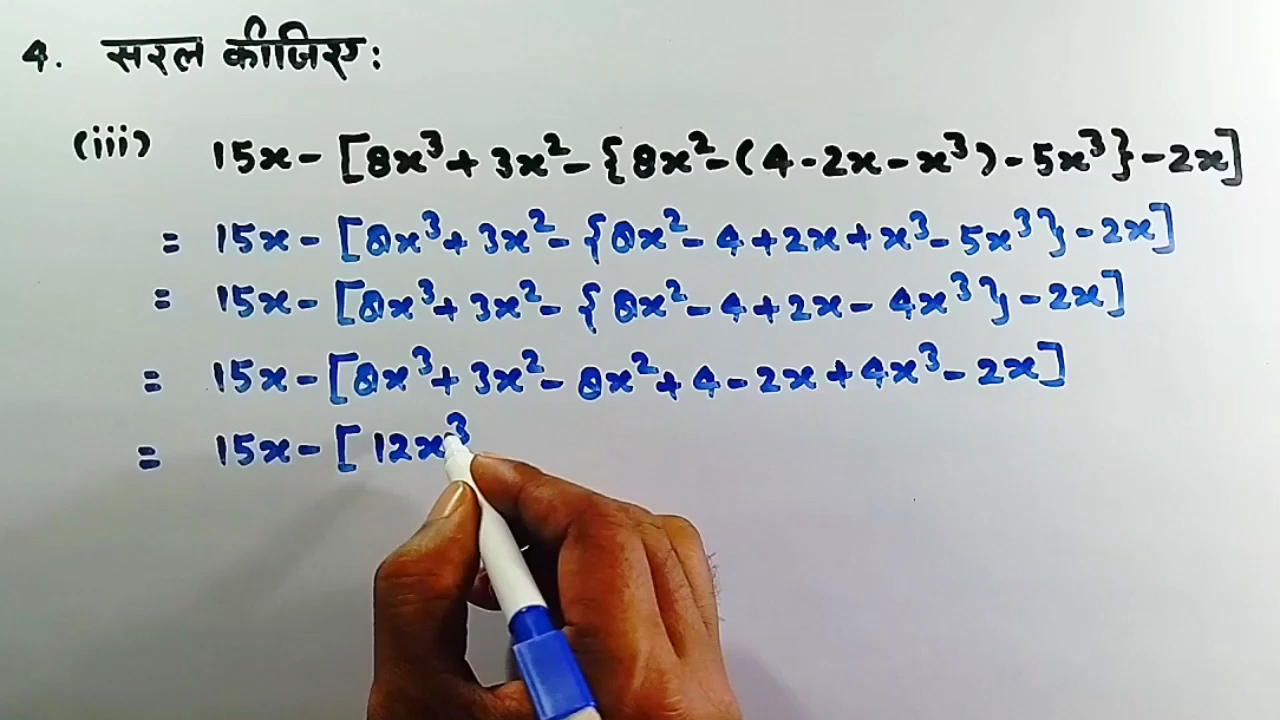 4. सरल कीजिए:
(iii) 15x - [8x³ + 3x² - {8x² - (4 - 2x - x³) - 5x³} - 2x]
= 15x - [8x³ + 3x² - {8x² - 4 + 2x + x³ - 5x³} - 2x]
= 15x - [8x³ + 3x² - {8x² - 4 + 2x - 4x³} - 2x]
= 15x - [8x³ + 3x² - 8x² + 4 - 2x + 4x³ - 2x]
= 15x - [12x³